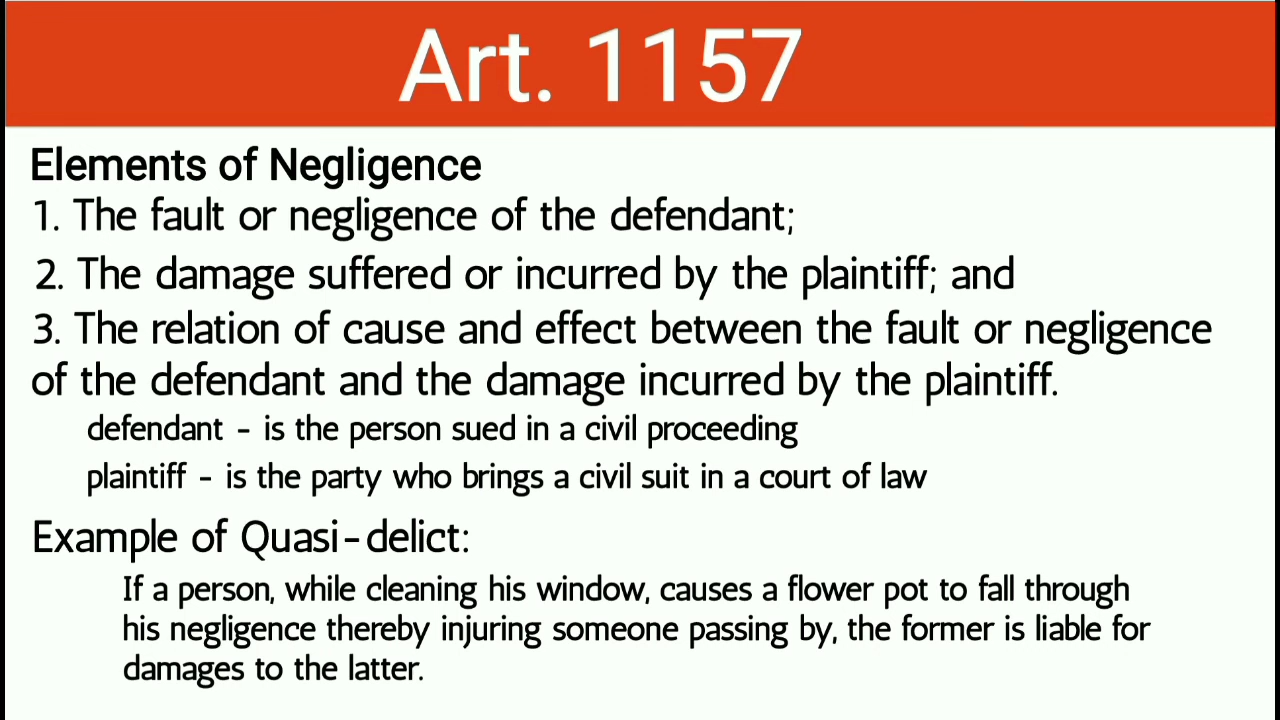 Art. 1157
Elements of Negligence
1. The fault or negligence of the defendant;
2. The damage suffered or incurred by the plaintiff; and
3. The relation of cause and effect between the fault or negligence
of the defendant and the damage incurred by the plaintiff.
defendant - is the person sued in a civil proceeding
plaintiff - is the party who brings a civil suit in a court of law
Example of Quasi-delict:
If a person, while cleaning his window, causes a flower pot to fall through
his negligence thereby injuring someone passing by, the former is liable for
damages to the latter.